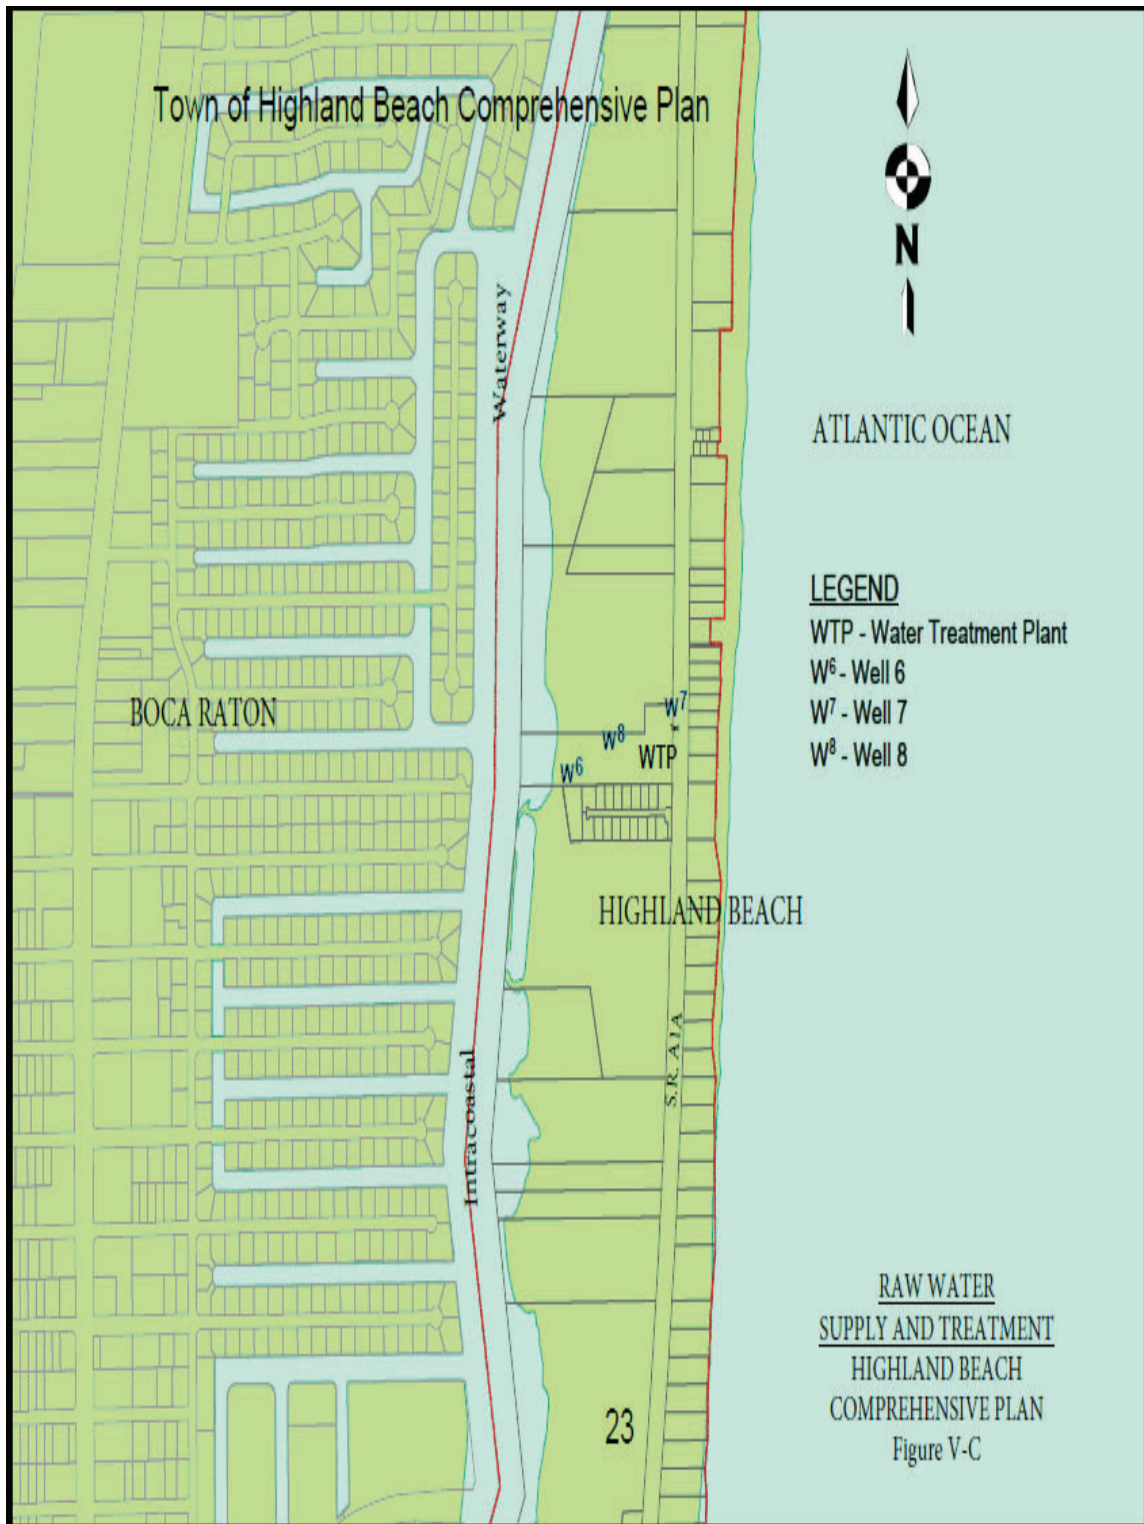 Town of Highland Beach Comprehensive Plan
N
Waterway
ATLANTIC OCEAN
LEGEND
WTP - Water Treatment Plant
W⁶ - Well 6
W⁷ - Well 7
W⁸ - Well 8
BOCA RATON
W⁷
W⁸
WTP
W⁶
HIGHLAND BEACH
S.R. A1A
Intracoastal
RAW WATER
SUPPLY AND TREATMENT
HIGHLAND BEACH
COMPREHENSIVE PLAN
Figure V-C
23